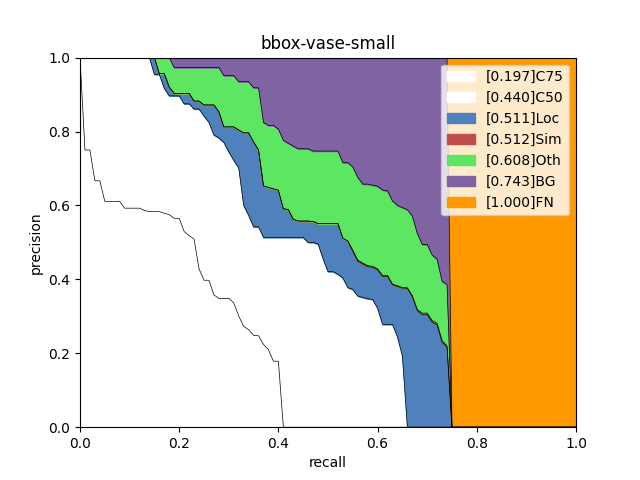 bbox-vase-small
1.0
0.8
0.6
0.4
0.2
0.0
precision
[0.197]C75
[0.440]C50
[0.511]Loc
[0.512]Sim
[0.608]Oth
[0.743]BG
[1.000]FN
0.0 0.2 0.4 0.6 0.8 1.0
recall